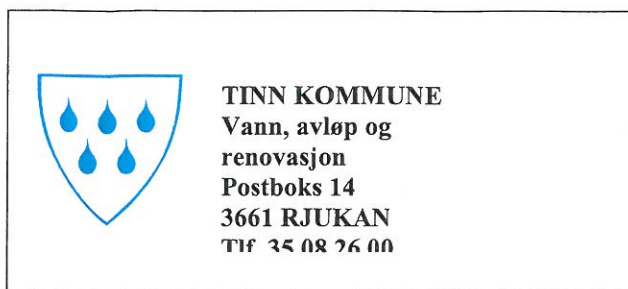 TINN KOMMUNE
Vann, avløp og
renovasjon
Postboks 14
3661 RJUKAN
Tlf. 35 08 26 00